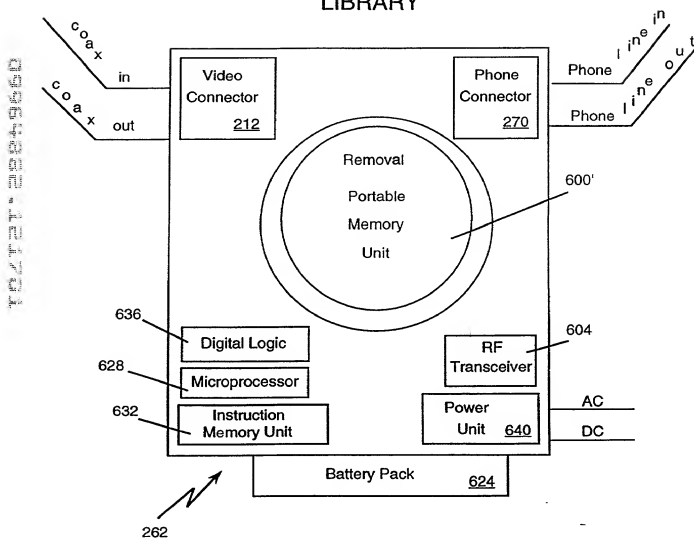 LIBRARY
coax
in
coax
out
Video
Connector
212
Phone
Connector
270
Phone line in
Phone line out
Removal
Portable
Memory
Unit
600'
636
Digital Logic
628
Microprocessor
632
Instruction
Memory Unit
604
RF
Transceiver
Power
Unit 640
AC
DC
Battery Pack 624
262